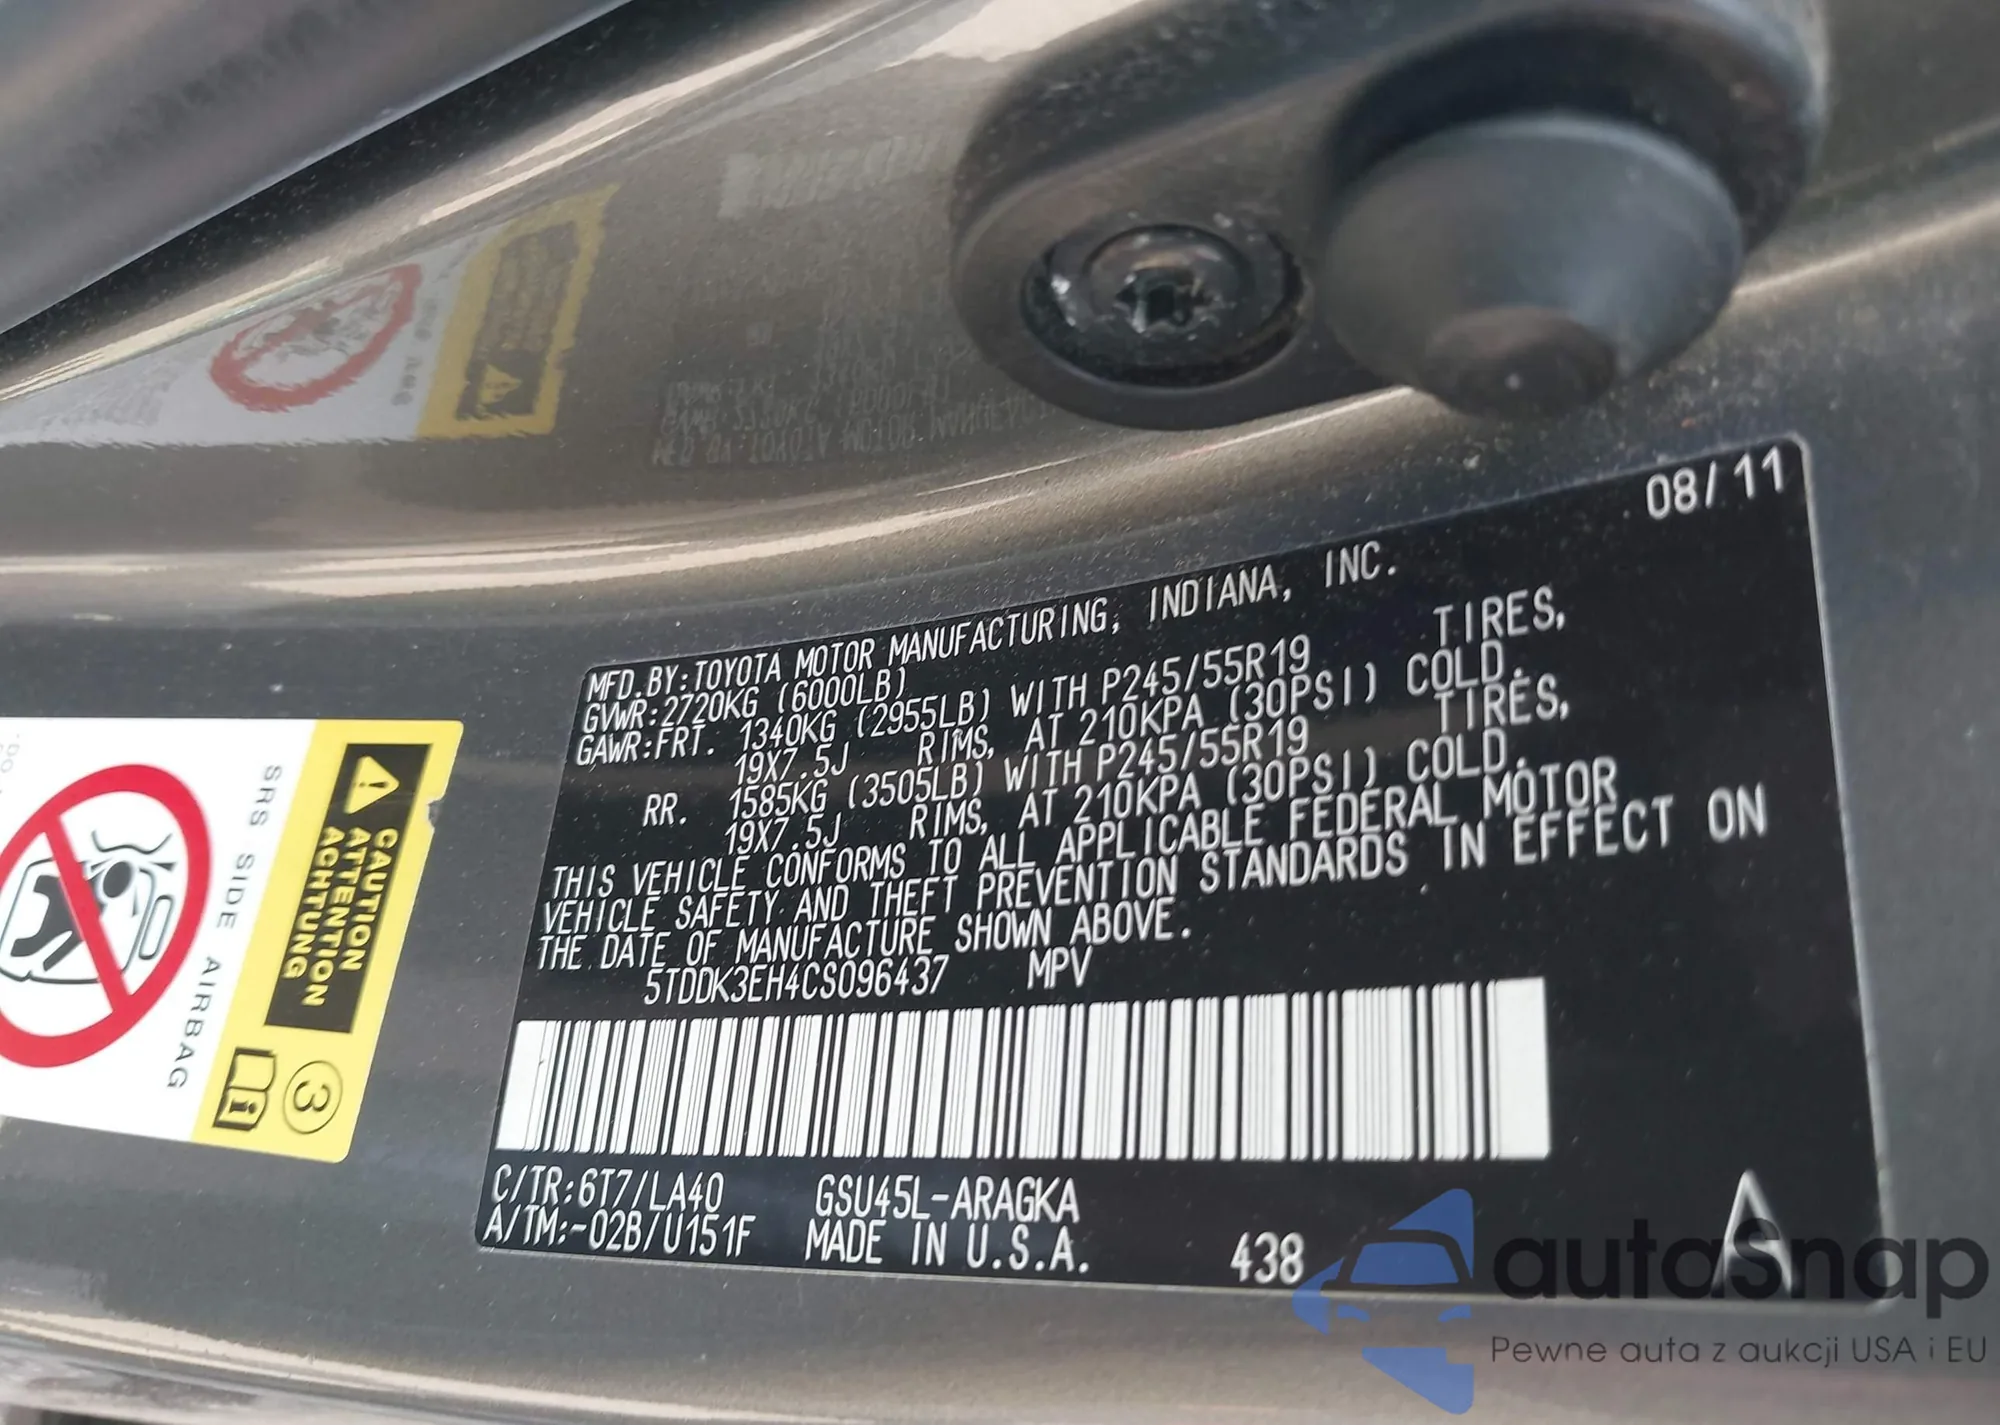 08/11
MFD.BY:TOYOTA MOTOR MANUFACTURING, INDIANA, INC.
GVWR:2720KG (6000LB)
GAWR:FRT. 1340KG (2955LB) WITH P245/55R19 TIRES,
19X7.5J RIMS, AT 210KPA (30PSI) COLD.
RR. 1585KG (3505LB) WITH P245/55R19 TIRES,
19X7.5J RIMS, AT 210KPA (30PSI) COLD.
THIS VEHICLE CONFORMS TO ALL APPLICABLE FEDERAL MOTOR
VEHICLE SAFETY AND THEFT PREVENTION STANDARDS IN EFFECT ON
THE DATE OF MANUFACTURE SHOWN ABOVE.
5TDDK3EH4CS096437 MPV
C/TR:6T7/LA40 GSU45L-ARAGKA
A/TM:-02B/U151F MADE IN U.S.A. 438 A
CAUTION
ATTENTION
ACHTUNG
SRS SIDE AIRBAG
3
i
autoSnap
Pewne auta z aukcji USA i EU